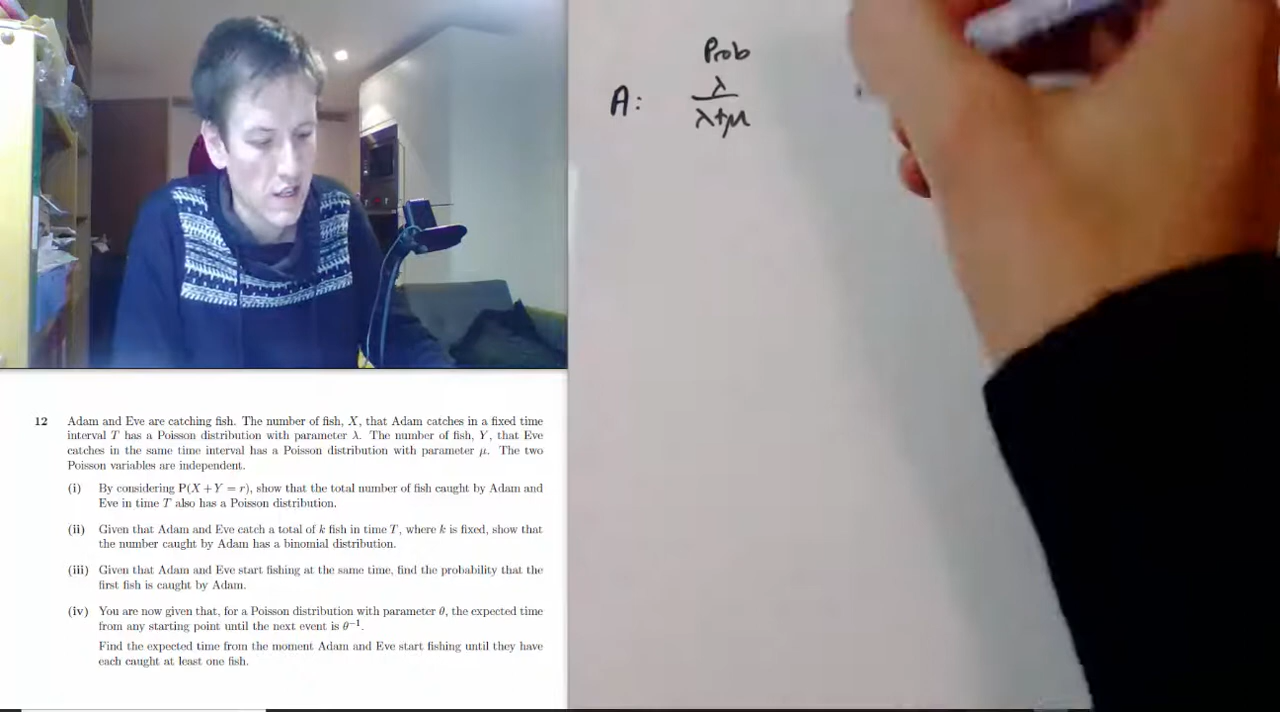 Prob
A: λ/(λ+μ)
12 Adam and Eve are catching fish. The number of fish, X, that Adam catches in a fixed time
interval T has a Poisson distribution with parameter λ. The number of fish, Y, that Eve
catches in the same time interval has a Poisson distribution with parameter μ. The two
Poisson variables are independent.
(i) By considering P(X + Y = r), show that the total number of fish caught by Adam and
Eve in time T also has a Poisson distribution.
(ii) Given that Adam and Eve catch a total of k fish in time T, where k is fixed, show that
the number caught by Adam has a binomial distribution.
(iii) Given that Adam and Eve start fishing at the same time, find the probability that the
first fish is caught by Adam.
(iv) You are now given that, for a Poisson distribution with parameter θ, the expected time
from any starting point until the next event is θ⁻¹.
Find the expected time from the moment Adam and Eve start fishing until they have
each caught at least one fish.